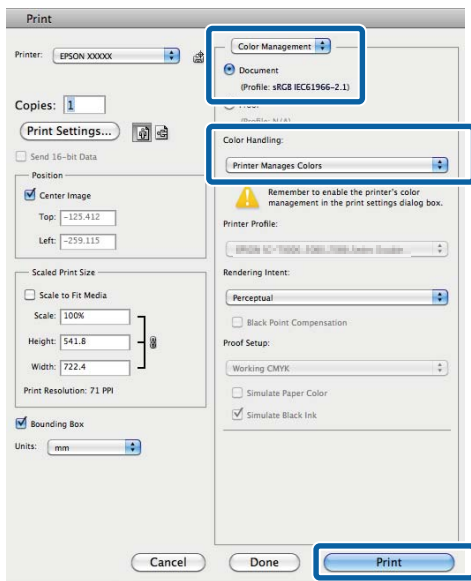 Print
Printer: EPSON XXXXX
Copies: 1
Print Settings...
Send 16-bit Data
Position
Center Image
Top: -125.412
Left: -259.115
Scaled Print Size
Scale to Fit Media
Scale: 100%
Height: 541.8
Width: 722.4
Print Resolution: 71 PPI
Bounding Box
Units: mm
Color Management
Document
(Profile: sRGB IEC61966-2.1)
Color Handling:
Printer Manages Colors
Remember to enable the printer's color
management in the print settings dialog box.
Printer Profile:
Rendering Intent:
Perceptual
Black Point Compensation
Proof Setup:
Working CMYK
Simulate Paper Color
Simulate Black Ink
Cancel
Done
Print